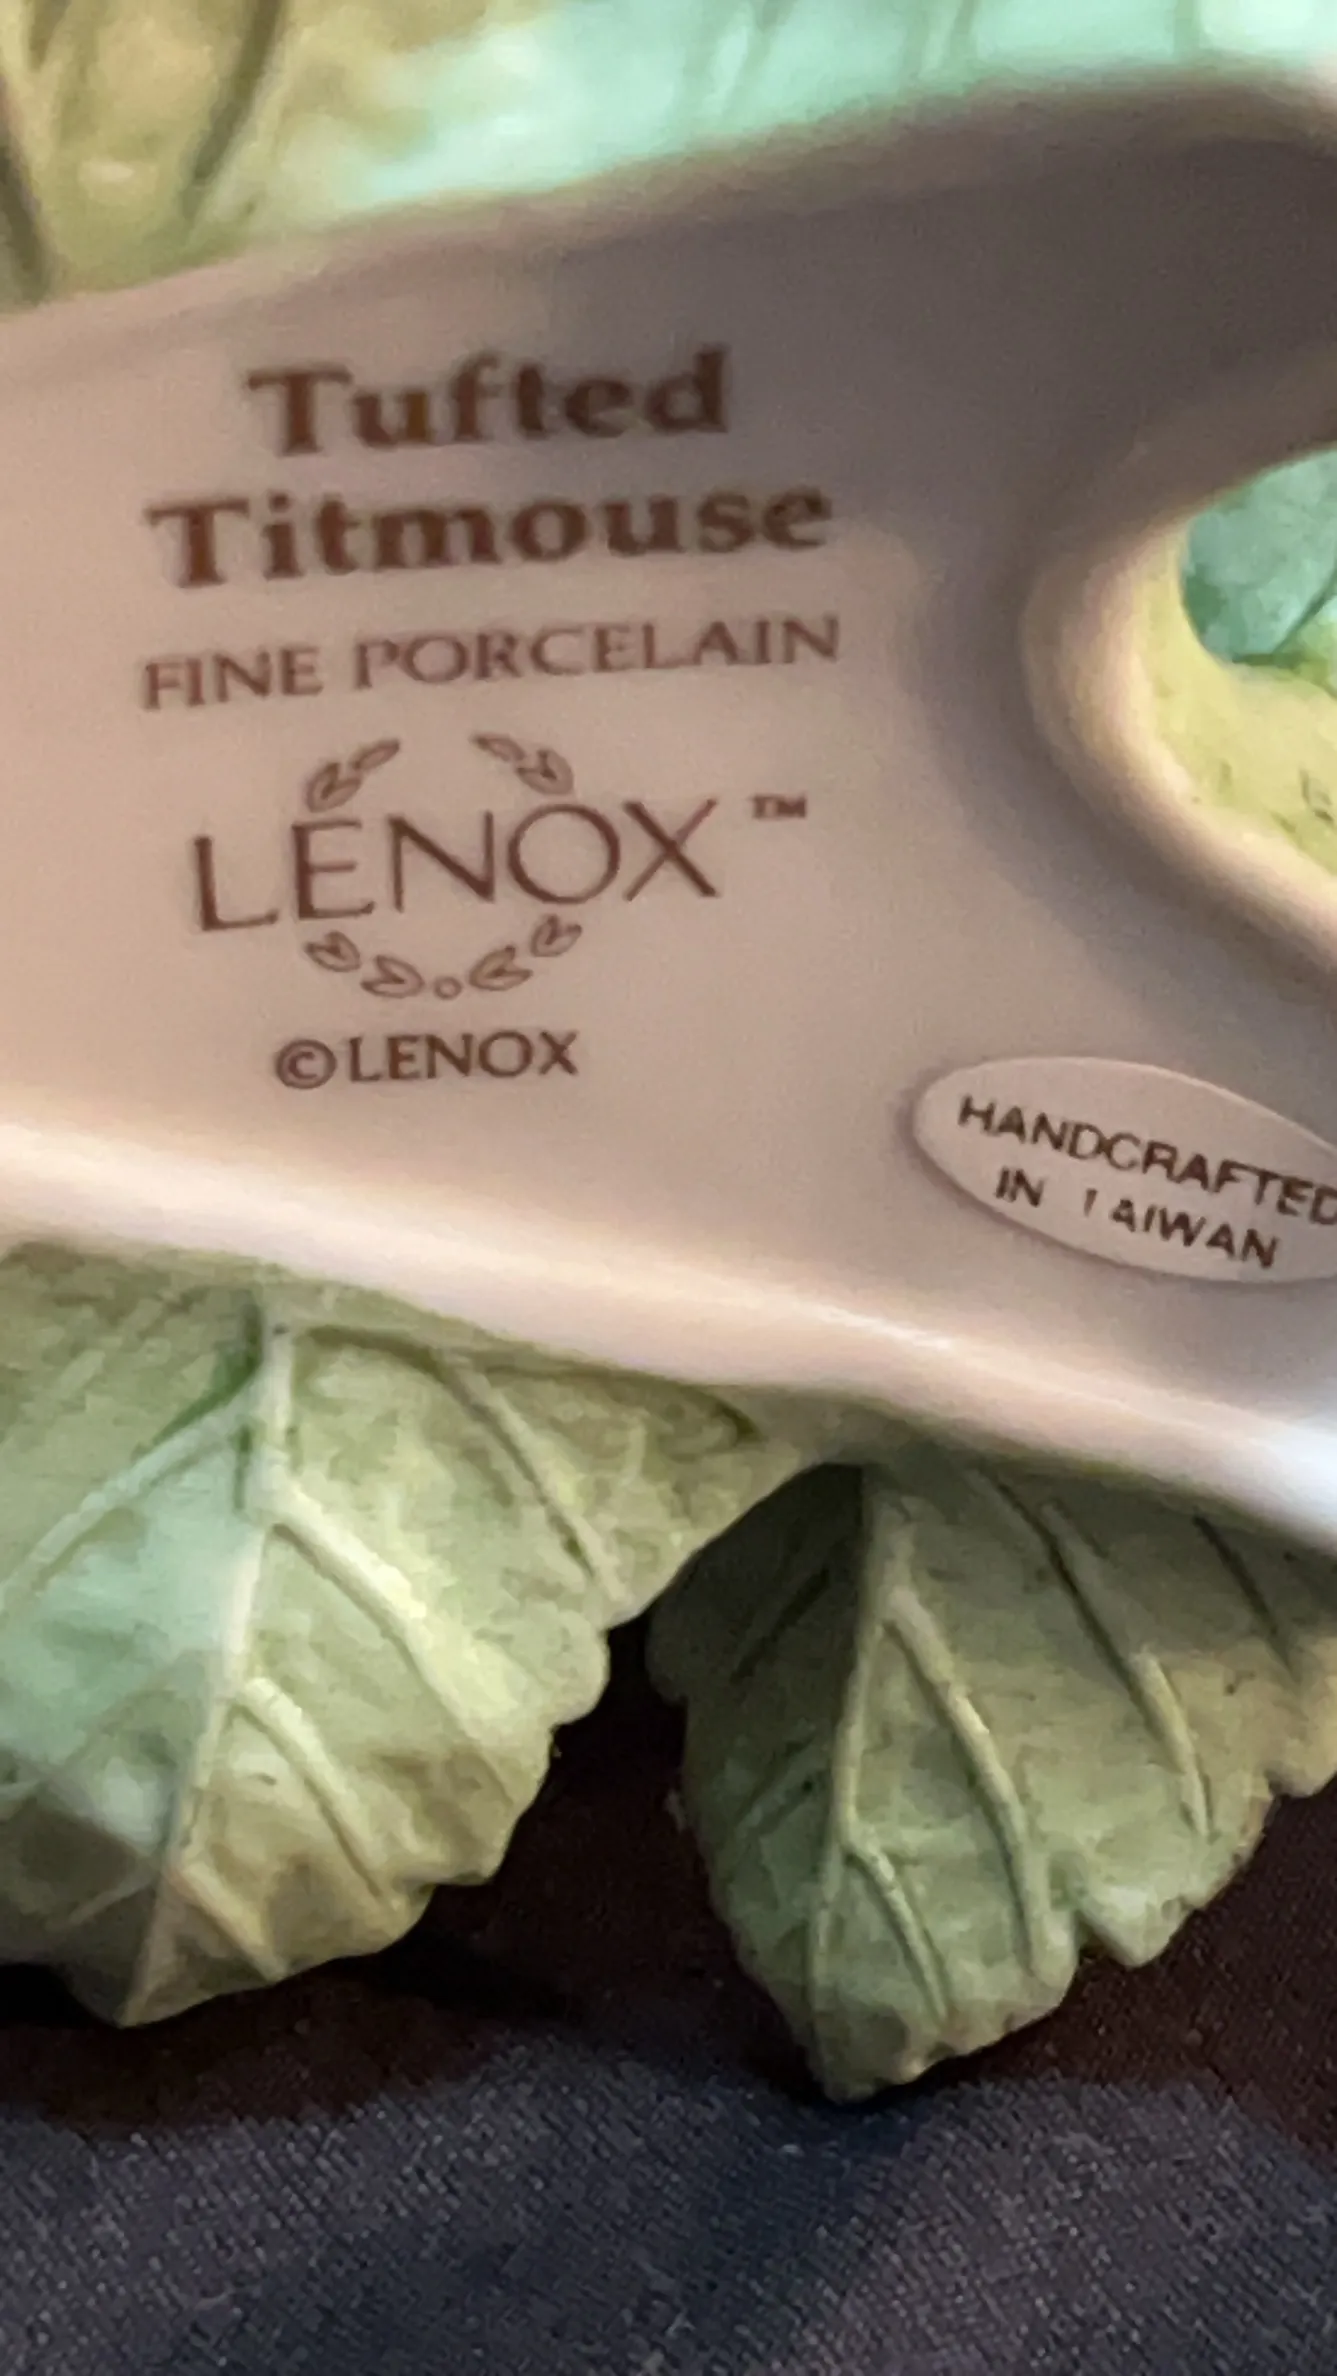 Tufted
Titmouse
FINE PORCELAIN
LENOX™
©LENOX
HANDCRAFTED
IN TAIWAN